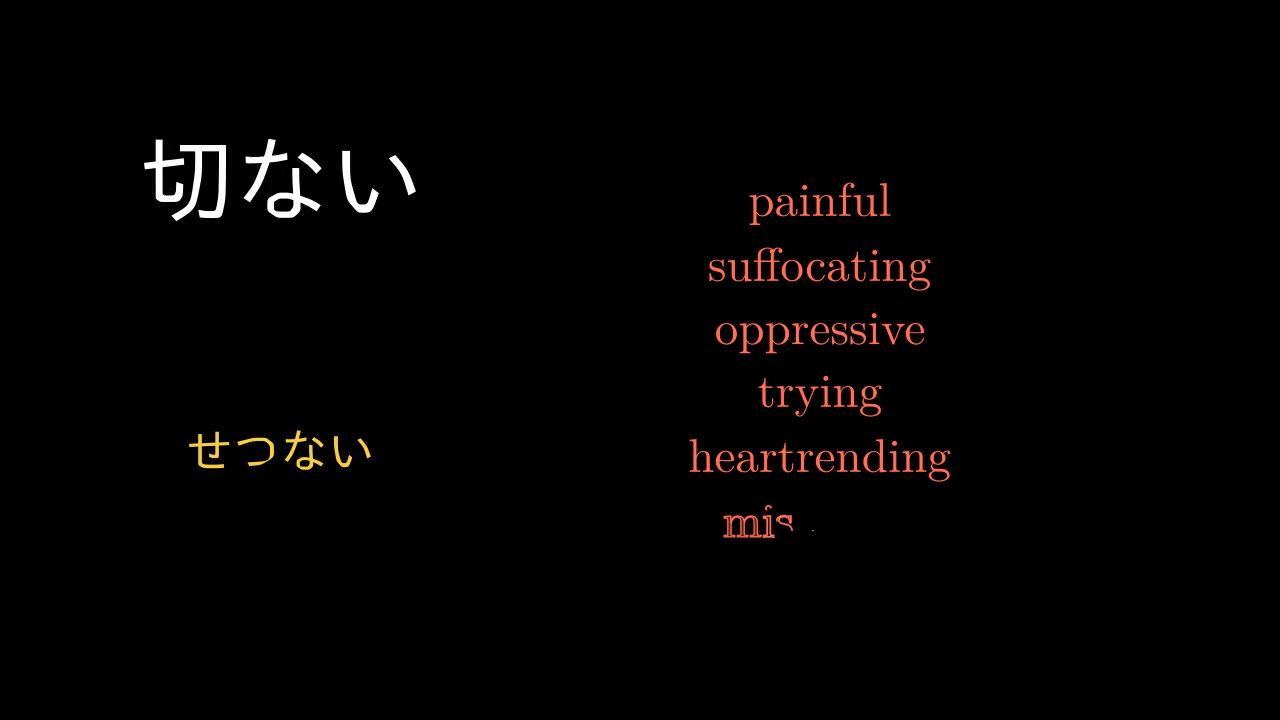 切ない
せつない
painful
suffocating
oppressive
trying
heartrending